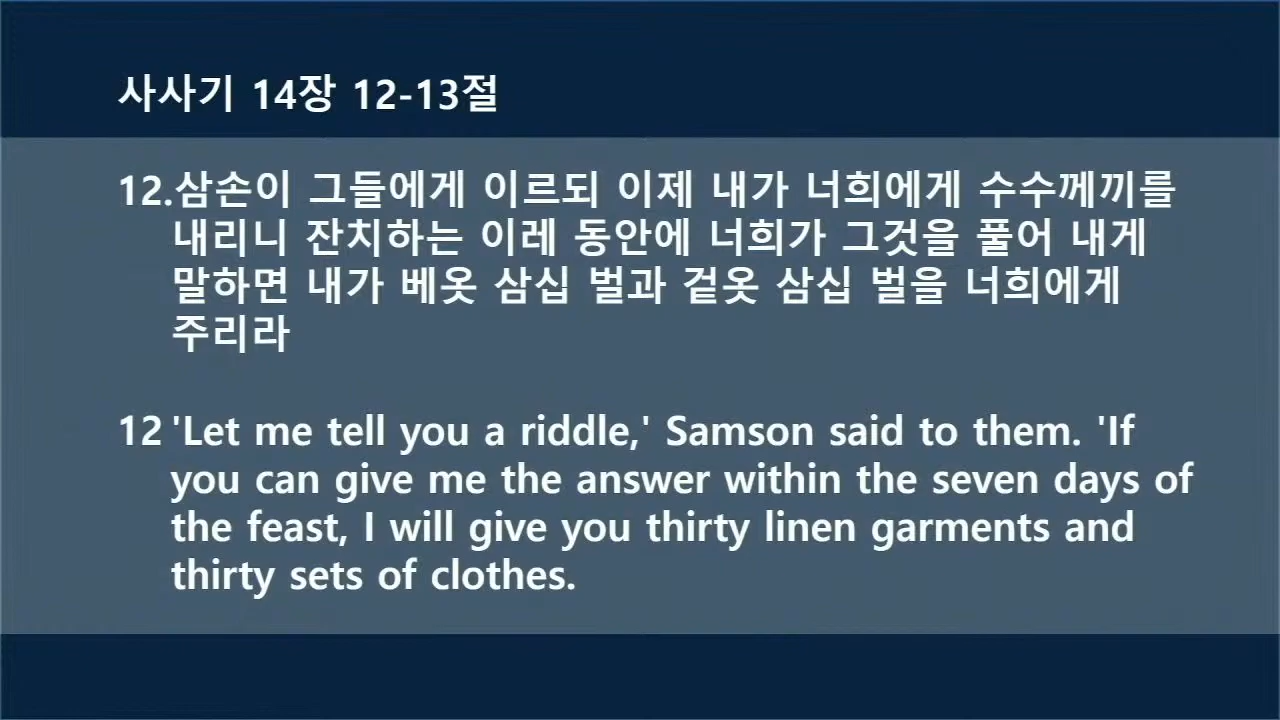 사사기 14장 12-13절
12.삼손이 그들에게 이르되 이제 내가 너희에게 수수께끼를
내리니 잔치하는 이레 동안에 너희가 그것을 풀어 내게
말하면 내가 베옷 삼십 벌과 겉옷 삼십 벌을 너희에게
주리라
12 'Let me tell you a riddle,' Samson said to them. 'If
you can give me the answer within the seven days of
the feast, I will give you thirty linen garments and
thirty sets of clothes.